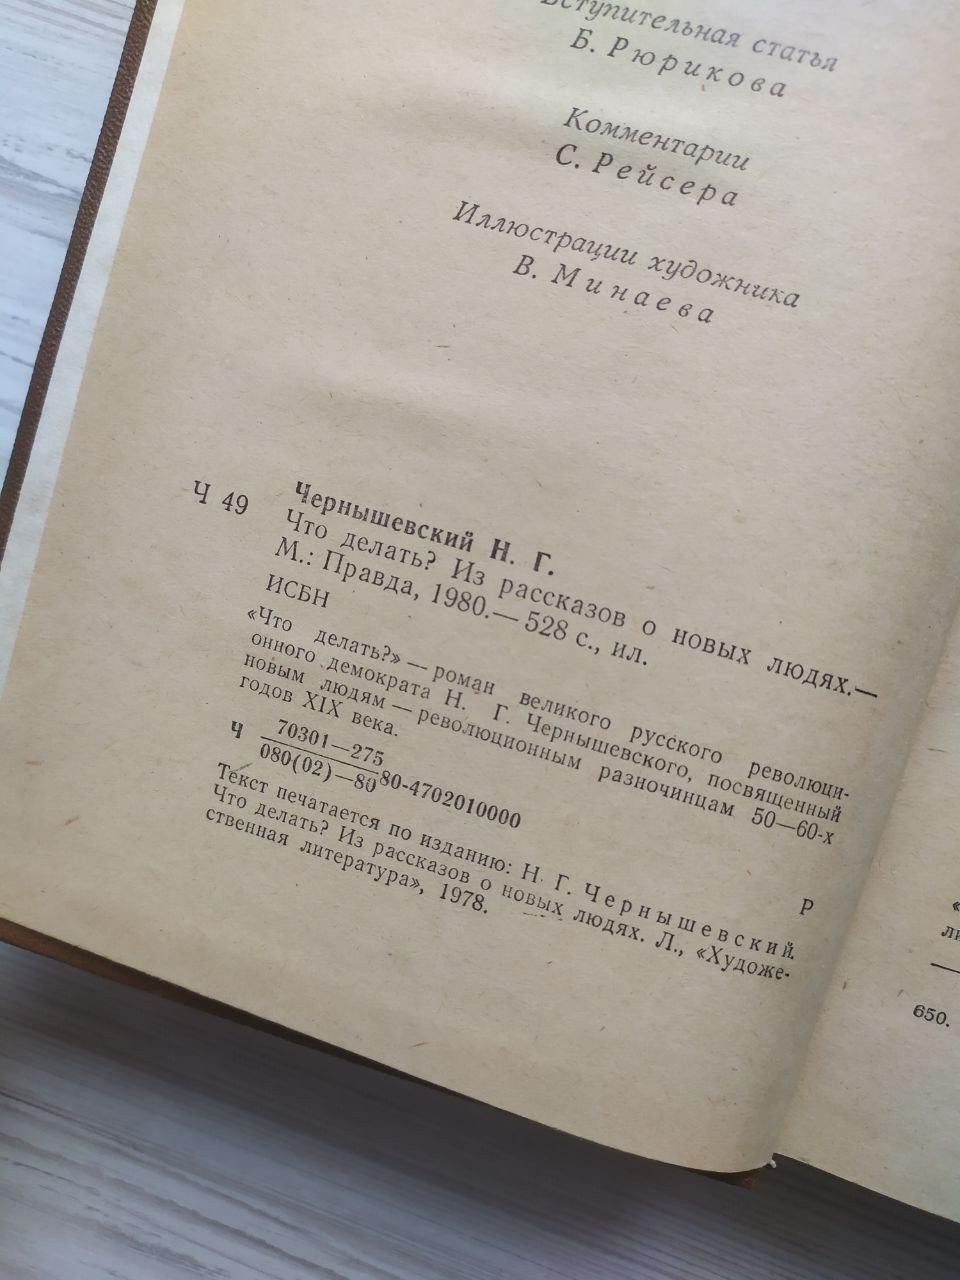 Вступительная статья
Б. Рюрикова
Комментарии
С. Рейсера
Иллюстрации художника
В. Минаева
Чернышевский Н. Г.
Ч 49 Что делать? Из рассказов о новых людях.—
М.: Правда, 1980.— 528 с., ил.
ИСБН
«Что делать?» — роман великого русского революци-
онного демократа Н. Г. Чернышевского, посвященный
новым людям — революционным разночинцам 50—60-х
годов XIX века.
Ч 70301—275
080(02)—80 80-4702010000
Р
Текст печатается по изданию: Н. Г. Чернышевский.
Что делать? Из рассказов о новых людях. Л., «Художе-
ственная литература», 1978.
650.